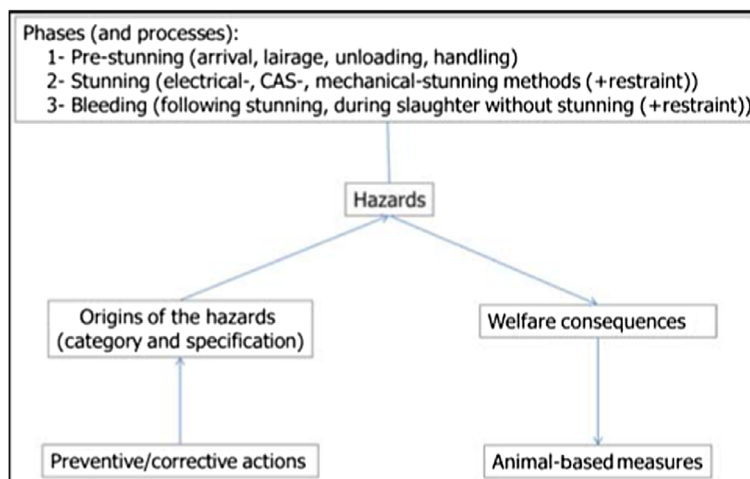 Phases (and processes):
1- Pre-stunning (arrival, lairage, unloading, handling)
2- Stunning (electrical-, CAS-, mechanical-stunning methods (+restraint))
3- Bleeding (following stunning, during slaughter without stunning (+restraint))
Hazards
Origins of the hazards
(category and specification)
Welfare consequences
Preventive/corrective actions
Animal-based measures